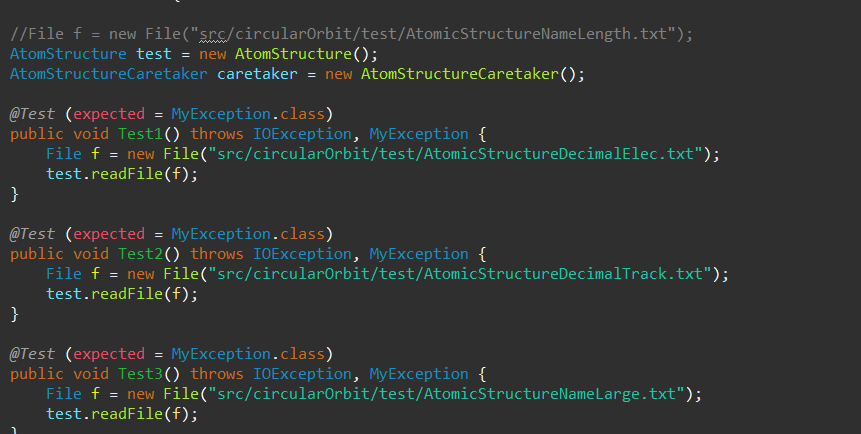 {
//File f = new File("src/circularOrbit/test/AtomicStructureNameLength.txt");
AtomStructure test = new AtomStructure();
AtomStructureCaretaker caretaker = new AtomStructureCaretaker();
@Test (expected = MyException.class)
public void Test1() throws IOException, MyException {
File f = new File("src/circularOrbit/test/AtomicStructureDecimalElec.txt");
test.readFile(f);
}
@Test (expected = MyException.class)
public void Test2() throws IOException, MyException {
File f = new File("src/circularOrbit/test/AtomicStructureDecimalTrack.txt");
test.readFile(f);
}
@Test (expected = MyException.class)
public void Test3() throws IOException, MyException {
File f = new File("src/circularOrbit/test/AtomicStructureNameLarge.txt");
test.readFile(f);
}